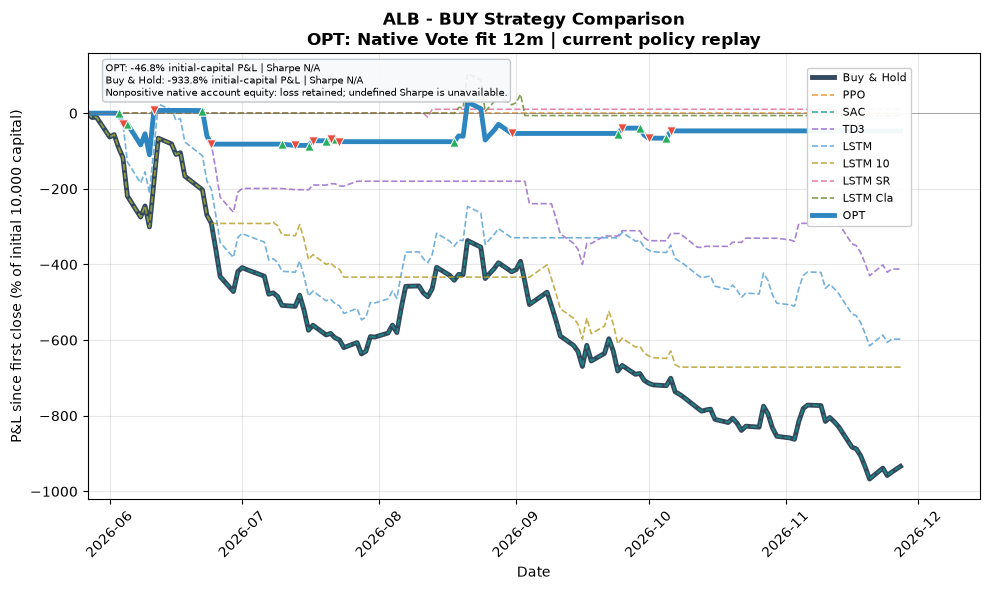 ALB - BUY Strategy Comparison
OPT: Native Vote fit 12m | current policy replay
OPT: -46.8% initial-capital P&L | Sharpe N/A
Buy & Hold: -933.8% initial-capital P&L | Sharpe N/A
Nonpositive native account equity: loss retained; undefined Sharpe is unavailable.
Buy & Hold
PPO
SAC
TD3
LSTM
LSTM 10
LSTM SR
LSTM Cla
OPT
P&L since first close (% of initial 10,000 capital)
0
−200
−400
−600
−800
−1000
2026-06
2026-07
2026-08
2026-09
2026-10
2026-11
2026-12
Date